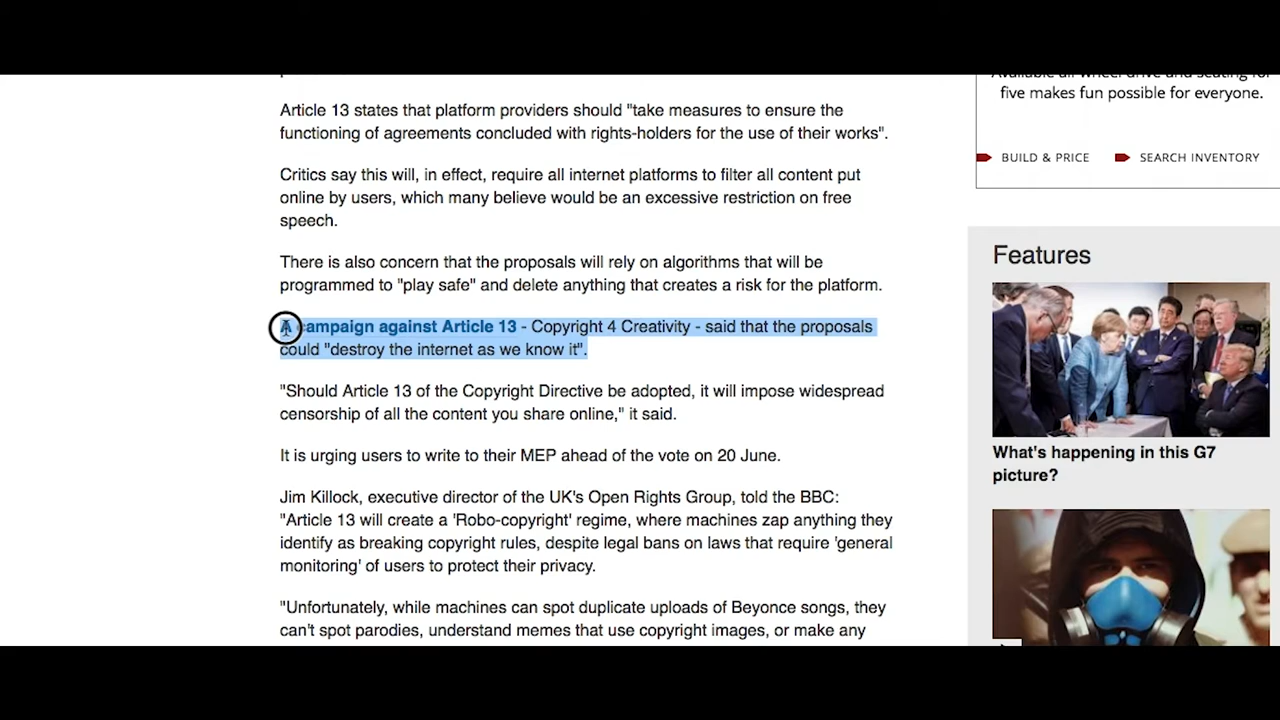 Article 13 states that platform providers should "take measures to ensure the
functioning of agreements concluded with rights-holders for the use of their works".
Critics say this will, in effect, require all internet platforms to filter all content put
online by users, which many believe would be an excessive restriction on free
speech.
There is also concern that the proposals will rely on algorithms that will be
programmed to "play safe" and delete anything that creates a risk for the platform.
A campaign against Article 13 - Copyright 4 Creativity - said that the proposals
could "destroy the internet as we know it".
"Should Article 13 of the Copyright Directive be adopted, it will impose widespread
censorship of all the content you share online," it said.
It is urging users to write to their MEP ahead of the vote on 20 June.
Jim Killock, executive director of the UK's Open Rights Group, told the BBC:
"Article 13 will create a 'Robo-copyright' regime, where machines zap anything they
identify as breaking copyright rules, despite legal bans on laws that require 'general
monitoring' of users to protect their privacy.
"Unfortunately, while machines can spot duplicate uploads of Beyonce songs, they
can't spot parodies, understand memes that use copyright images, or make any
Available all-wheel drive and seating for
five makes fun possible for everyone.
BUILD & PRICE SEARCH INVENTORY
Features
What's happening in this G7
picture?